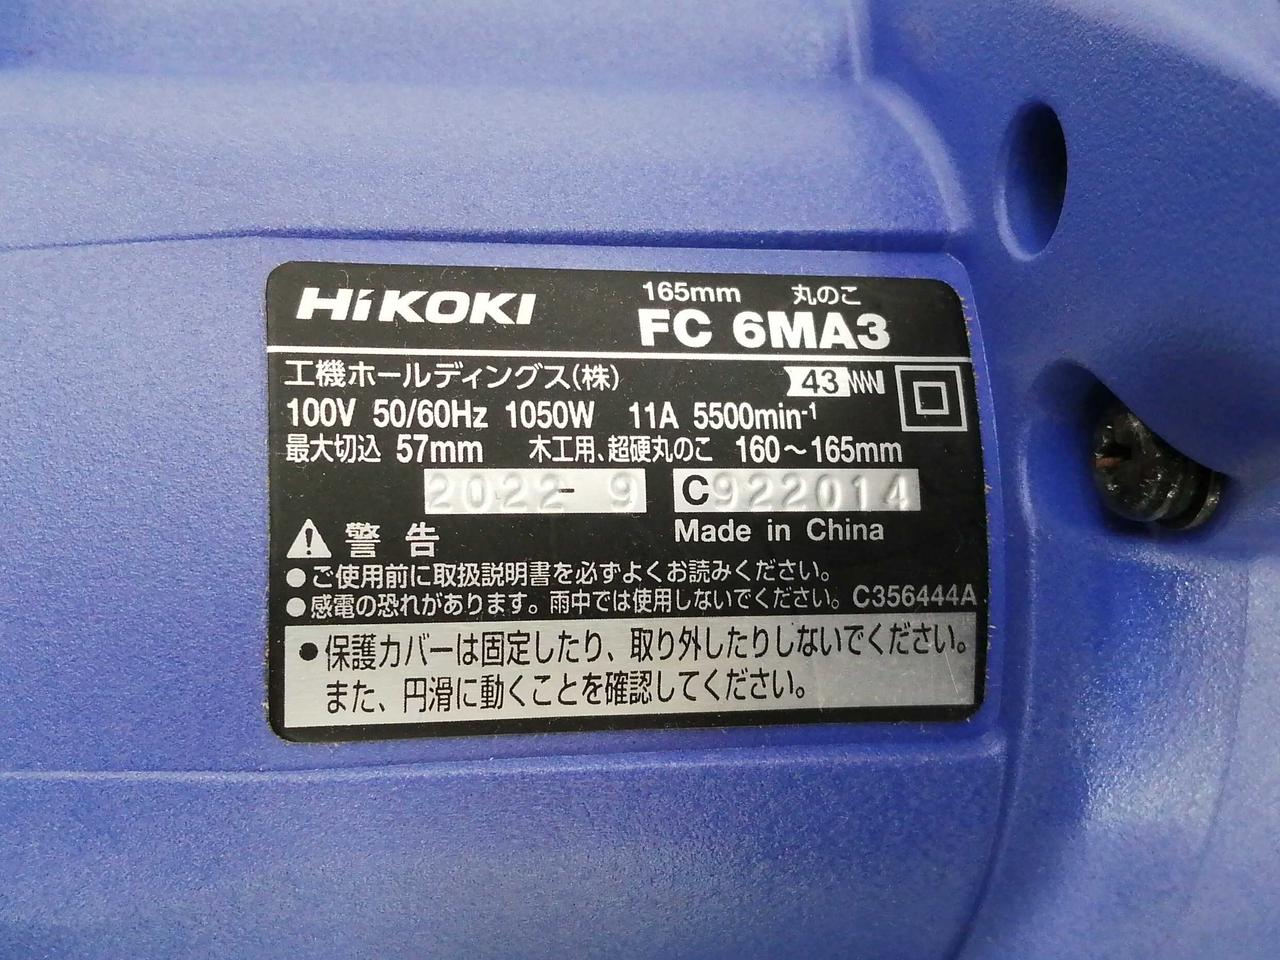 HiKOKI
165mm 丸のこ
FC 6MA3
工機ホールディングス(株)
43
100V 50/60Hz 1050W 11A 5500min⁻¹
最大切込 57mm 木工用、超硬丸のこ 160～165mm
2022- 9 C922014
Made in China
警告
●ご使用前に取扱説明書を必ずよくお読みください。
●感電の恐れがあります。雨中では使用しないでください。 C356444A
●保護カバーは固定したり、取り外したりしないでください。
また、円滑に動くことを確認してください。